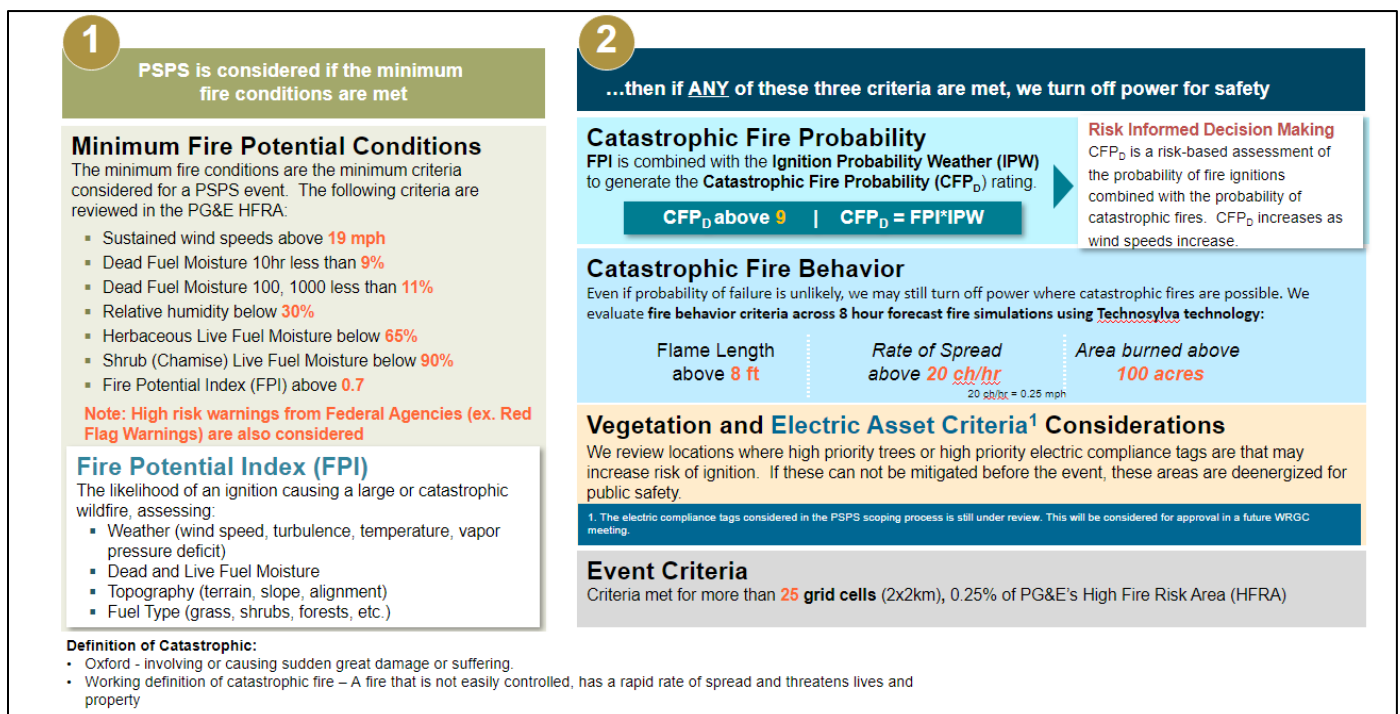 1
PSPS is considered if the minimum
fire conditions are met
Minimum Fire Potential Conditions
The minimum fire conditions are the minimum criteria
considered for a PSPS event. The following criteria are
reviewed in the PG&E HFRA:
▪ Sustained wind speeds above 19 mph
▪ Dead Fuel Moisture 10hr less than 9%
▪ Dead Fuel Moisture 100, 1000 less than 11%
▪ Relative humidity below 30%
▪ Herbaceous Live Fuel Moisture below 65%
▪ Shrub (Chamise) Live Fuel Moisture below 90%
▪ Fire Potential Index (FPI) above 0.7
Note: High risk warnings from Federal Agencies (ex. Red
Flag Warnings) are also considered
Fire Potential Index (FPI)
The likelihood of an ignition causing a large or catastrophic
wildfire, assessing:
▪ Weather (wind speed, turbulence, temperature, vapor
pressure deficit)
▪ Dead and Live Fuel Moisture
▪ Topography (terrain, slope, alignment)
▪ Fuel Type (grass, shrubs, forests, etc.)
2
…then if ANY of these three criteria are met, we turn off power for safety
Catastrophic Fire Probability
FPI is combined with the Ignition Probability Weather (IPW)
to generate the Catastrophic Fire Probability (CFPD) rating.
CFPD above 9 | CFPD = FPI*IPW
Risk Informed Decision Making
CFPD is a risk-based assessment of
the probability of fire ignitions
combined with the probability of
catastrophic fires. CFPD increases as
wind speeds increase.
Catastrophic Fire Behavior
Even if probability of failure is unlikely, we may still turn off power where catastrophic fires are possible. We
evaluate fire behavior criteria across 8 hour forecast fire simulations using Technosylva technology:
Flame Length
above 8 ft
Rate of Spread
above 20 ch/hr
20 ch/hr = 0.25 mph
Area burned above
100 acres
Vegetation and Electric Asset Criteria1 Considerations
We review locations where high priority trees or high priority electric compliance tags are that may
increase risk of ignition. If these can not be mitigated before the event, these areas are deenergized for
public safety.
1. The electric compliance tags considered in the PSPS scoping process is still under review. This will be considered for approval in a future WRGC
meeting.
Event Criteria
Criteria met for more than 25 grid cells (2x2km), 0.25% of PG&E's High Fire Risk Area (HFRA)
Definition of Catastrophic:
• Oxford - involving or causing sudden great damage or suffering.
• Working definition of catastrophic fire – A fire that is not easily controlled, has a rapid rate of spread and threatens lives and
property